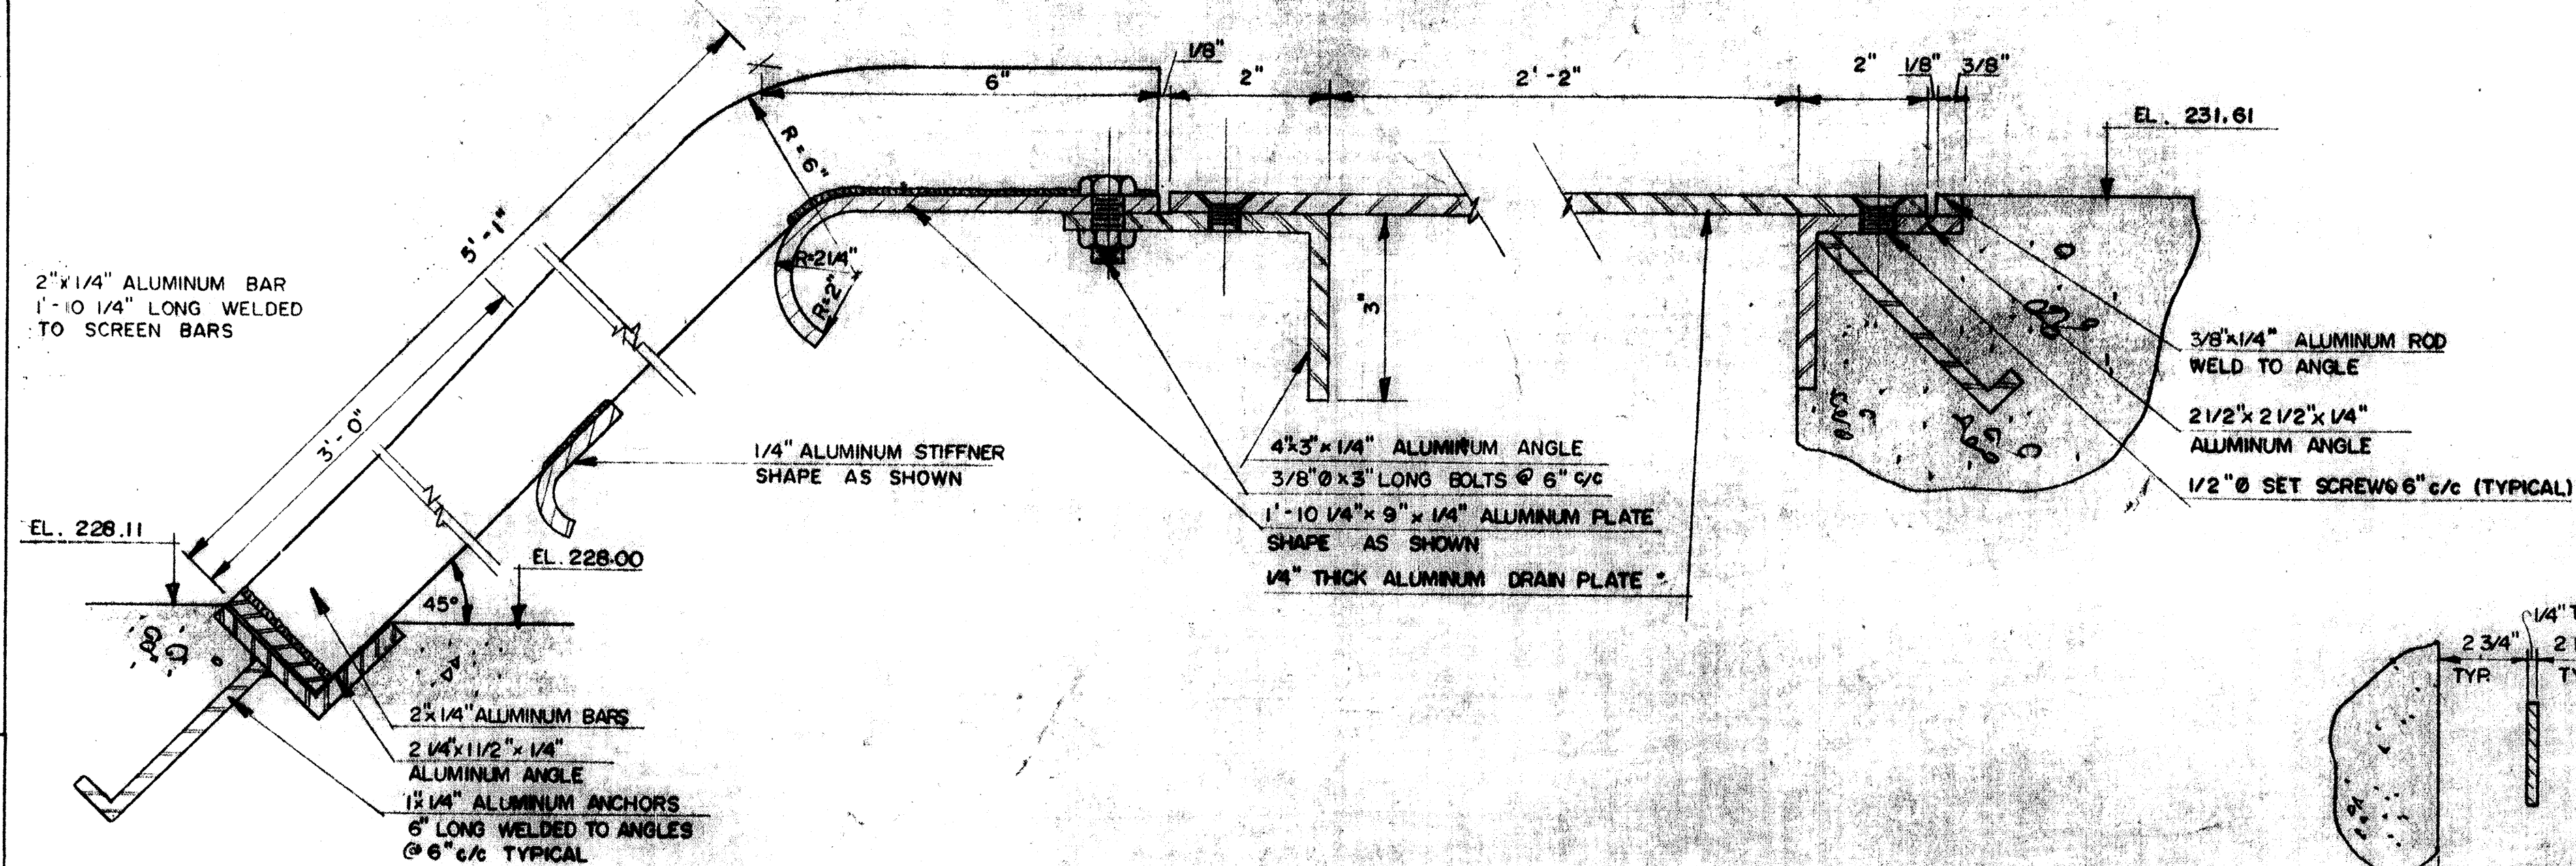 1/8"
6"
2"
2'-2"
2"
1/8"
3/8"
EL. 231.61
R=6"
5'-1"
R=2 1/4"
R=2"
3"
2"x1/4" ALUMINUM BAR
1'-10 1/4" LONG WELDED
TO SCREEN BARS
3'-0"
3/8"x1/4" ALUMINUM ROD
WELD TO ANGLE
2 1/2"x 2 1/2"x 1/4"
ALUMINUM ANGLE
1/2"Ø SET SCREW@ 6" c/c (TYPICAL)
1/4" ALUMINUM STIFFNER
SHAPE AS SHOWN
4"x3"x1/4" ALUMINUM ANGLE
3/8"Ø x3" LONG BOLTS @ 6" c/c
1'-10 1/4"x 9"x 1/4" ALUMINUM PLATE
SHAPE AS SHOWN
1/4" THICK ALUMINUM DRAIN PLATE
EL. 228.11
EL. 228.00
45°
2"x 1/4" ALUMINUM BARS
2 1/4"x1 1/2"x 1/4"
ALUMINUM ANGLE
1"x 1/4" ALUMINUM ANCHORS
6" LONG WELDED TO ANGLES
@ 6" c/c TYPICAL
1/4"
2 3/4"
TYP.